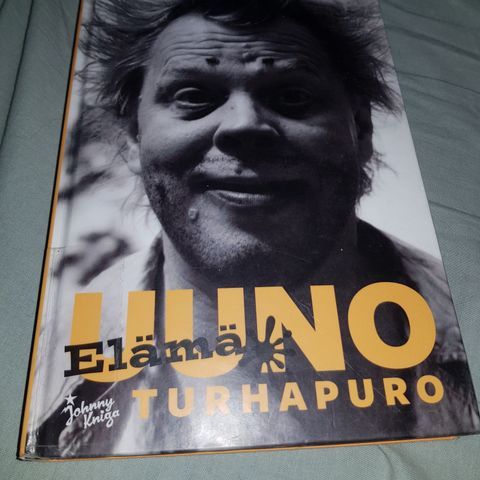 UUNO
Elämä
TURHAPURO
Johnny
Kniga